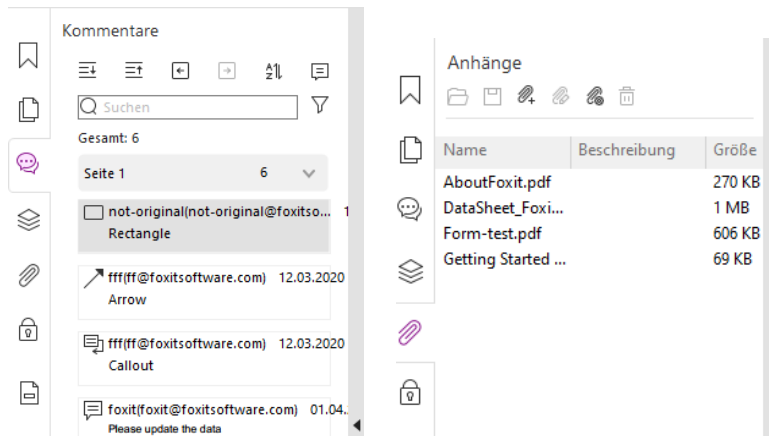 Kommentare
Suchen
Gesamt: 6
Seite 1 6
not-original(not-original@foxitso... 1
Rectangle
fff(ff@foxitsoftware.com) 12.03.2020
Arrow
fff(ff@foxitsoftware.com) 12.03.2020
Callout
foxit(foxit@foxitsoftware.com) 01.04..
Please update the data
Anhänge
Name Beschreibung Größe
AboutFoxit.pdf 270 KB
DataSheet_Foxi... 1 MB
Form-test.pdf 606 KB
Getting Started ... 69 KB